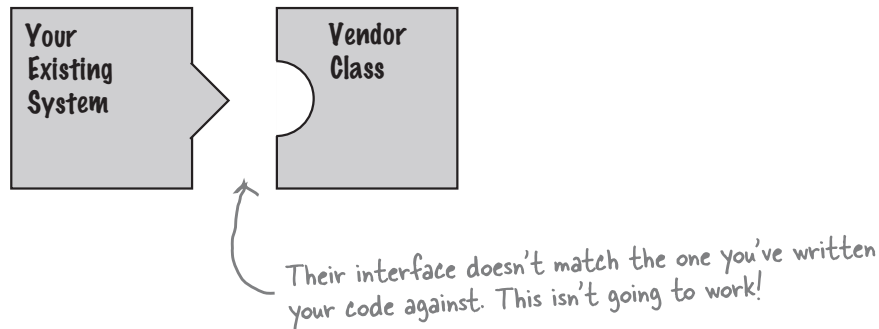 Your
Existing
System
Vendor
Class
Their interface doesn't match the one you've written
your code against. This isn't going to work!